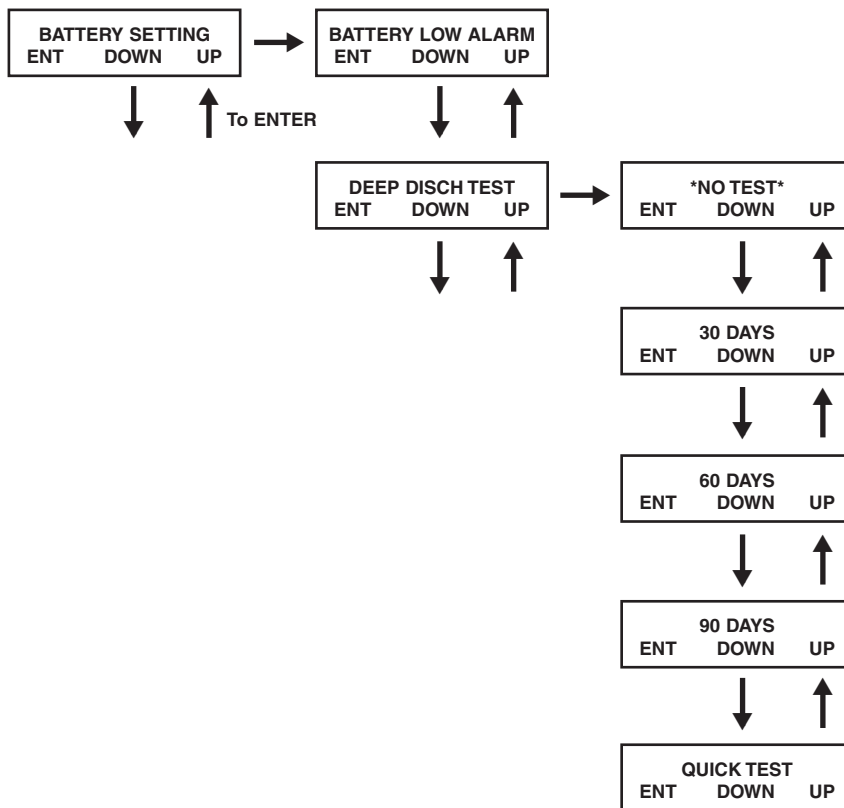 BATTERY SETTING
ENT DOWN UP
BATTERY LOW ALARM
ENT DOWN UP
To ENTER
DEEP DISCH TEST
ENT DOWN UP
*NO TEST*
ENT DOWN UP
30 DAYS
ENT DOWN UP
60 DAYS
ENT DOWN UP
90 DAYS
ENT DOWN UP
QUICK TEST
ENT DOWN UP